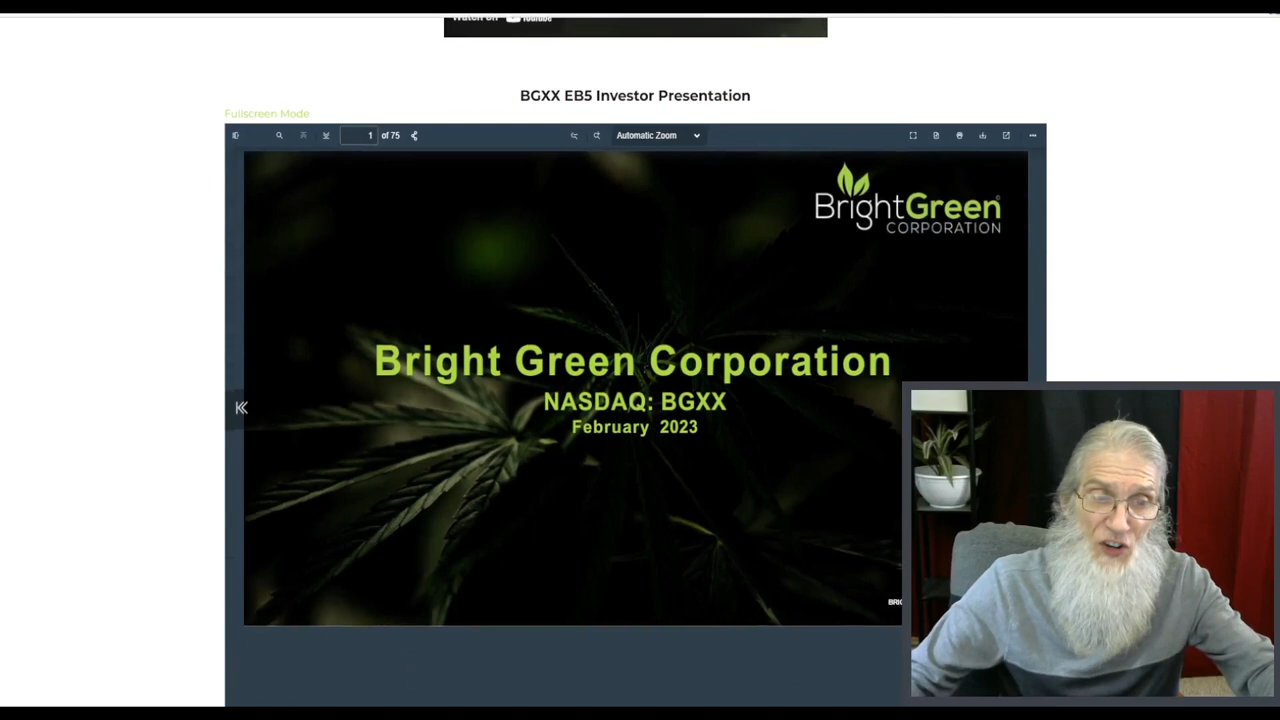 Watch on YouTube
BGXX EB5 Investor Presentation
Fullscreen Mode
1 of 75
Automatic Zoom
BrightGreen
CORPORATION
Bright Green Corporation
NASDAQ: BGXX
February 2023